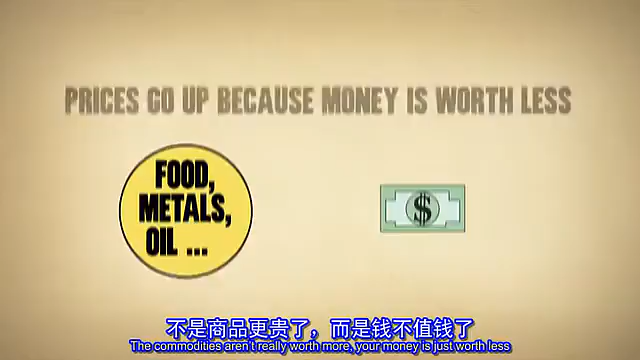 PRICES GO UP BECAUSE MONEY IS WORTH LESS
FOOD,
METALS,
OIL ...
$
不是商品更贵了，而是钱不值钱了
The commodities aren't really worth more, your money is just worth less